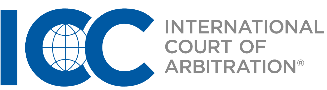 ICC INTERNATIONAL
COURT OF
ARBITRATION®